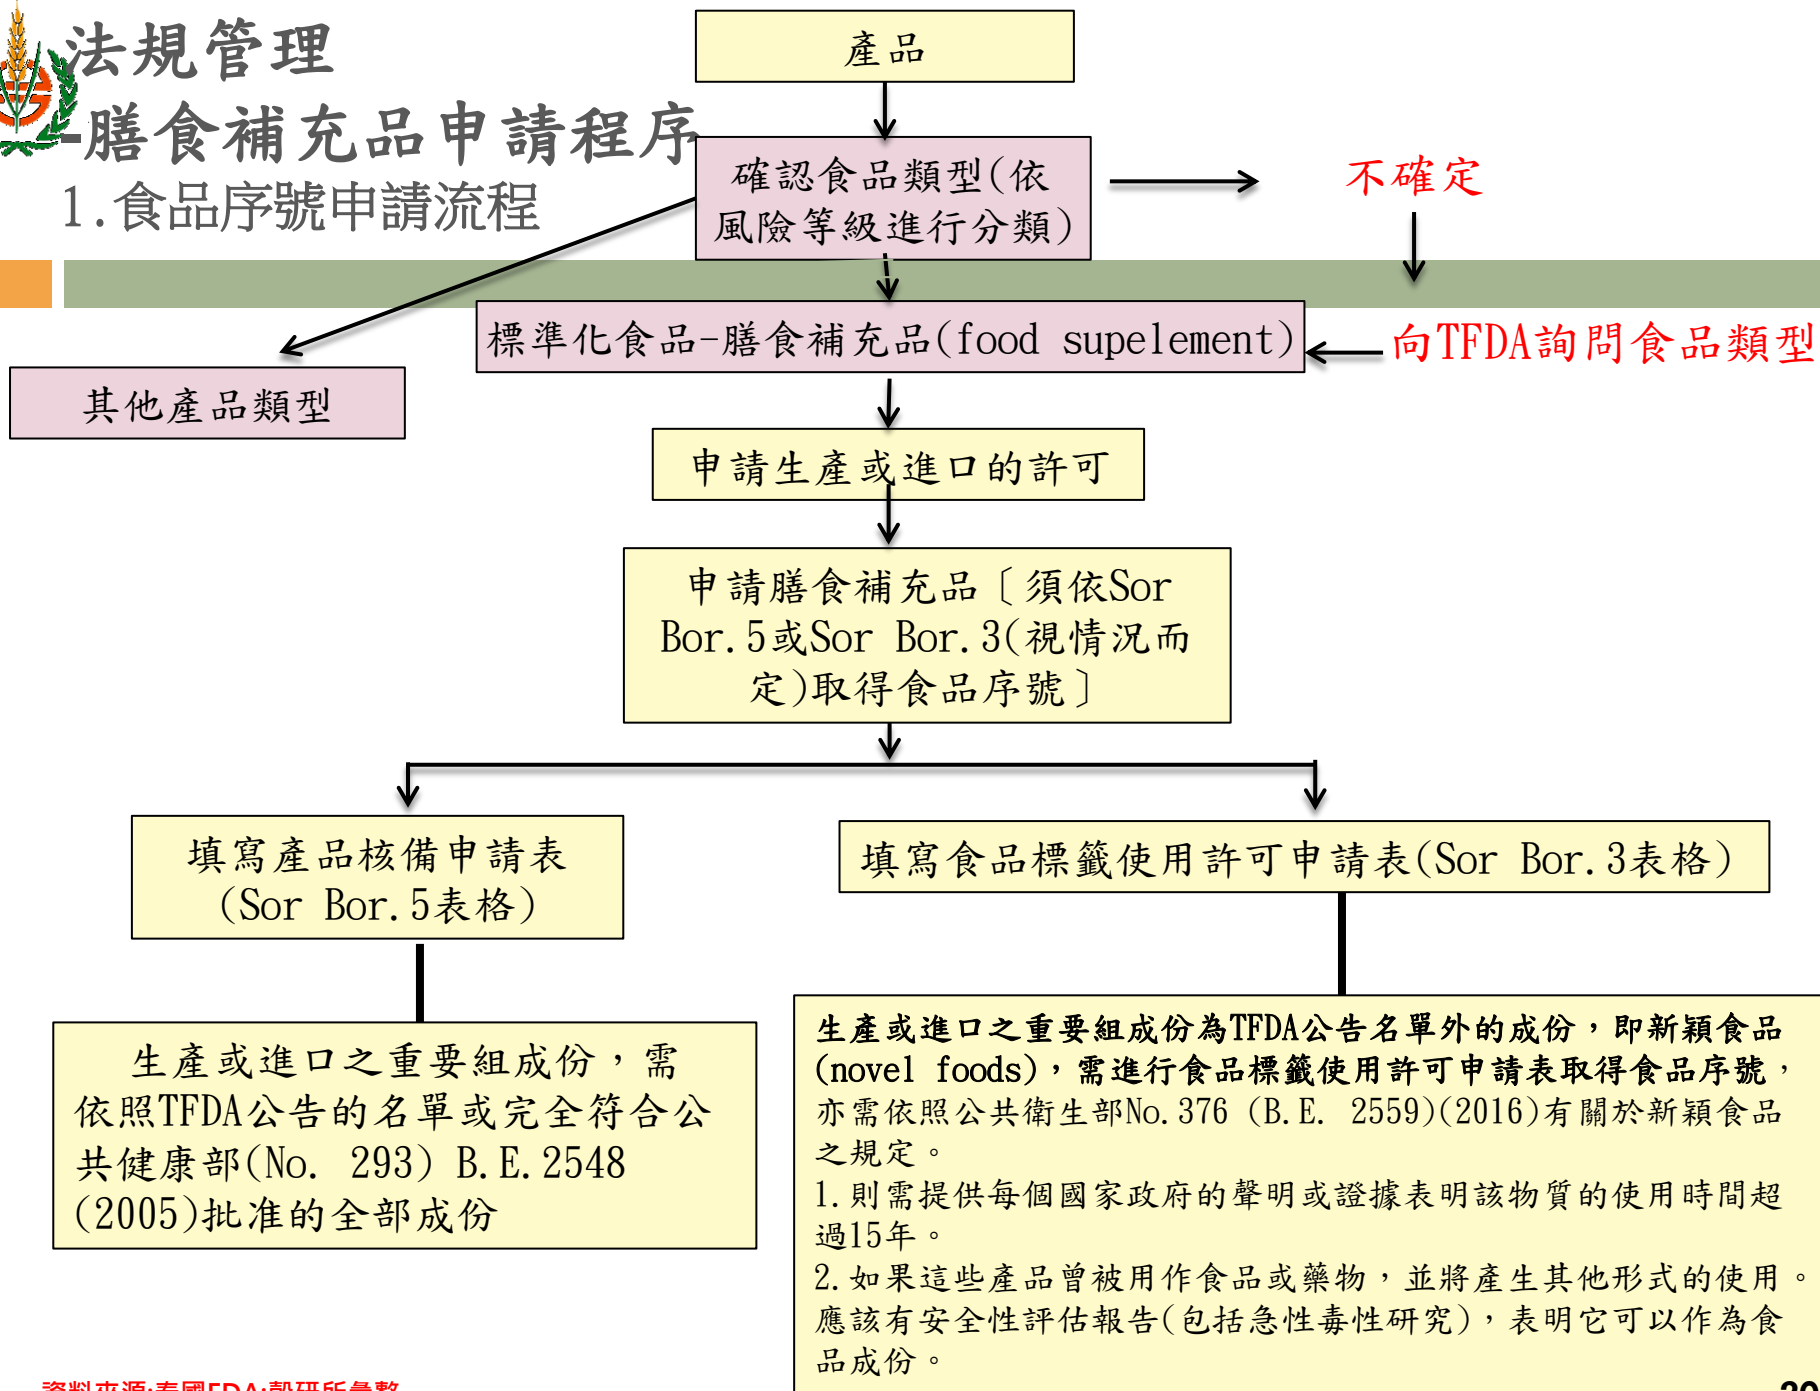 法規管理
-膳食補充品申請程序
1.食品序號申請流程
產品
確認食品類型(依
風險等級進行分類)
不確定
標準化食品-膳食補充品(food supelement)
向TFDA詢問食品類型
其他產品類型
申請生產或進口的許可
申請膳食補充品〔須依Sor
Bor.5或Sor Bor.3(視情況而
定)取得食品序號〕
填寫產品核備申請表
(Sor Bor.5表格)
填寫食品標籤使用許可申請表(Sor Bor.3表格)
生產或進口之重要組成份，需
依照TFDA公告的名單或完全符合公
共健康部(No. 293) B.E.2548
(2005)批准的全部成份
生產或進口之重要組成份為TFDA公告名單外的成份，即新穎食品
(novel foods)，需進行食品標籤使用許可申請表取得食品序號，
亦需依照公共衛生部No.376 (B.E. 2559)(2016)有關於新穎食品
之規定。
1.則需提供每個國家政府的聲明或證據表明該物質的使用時間超
過15年。
2.如果這些產品曾被用作食品或藥物，並將產生其他形式的使用。
應該有安全性評估報告(包括急性毒性研究)，表明它可以作為食
品成份。
資料來源:泰國FDA;穀研所彙整